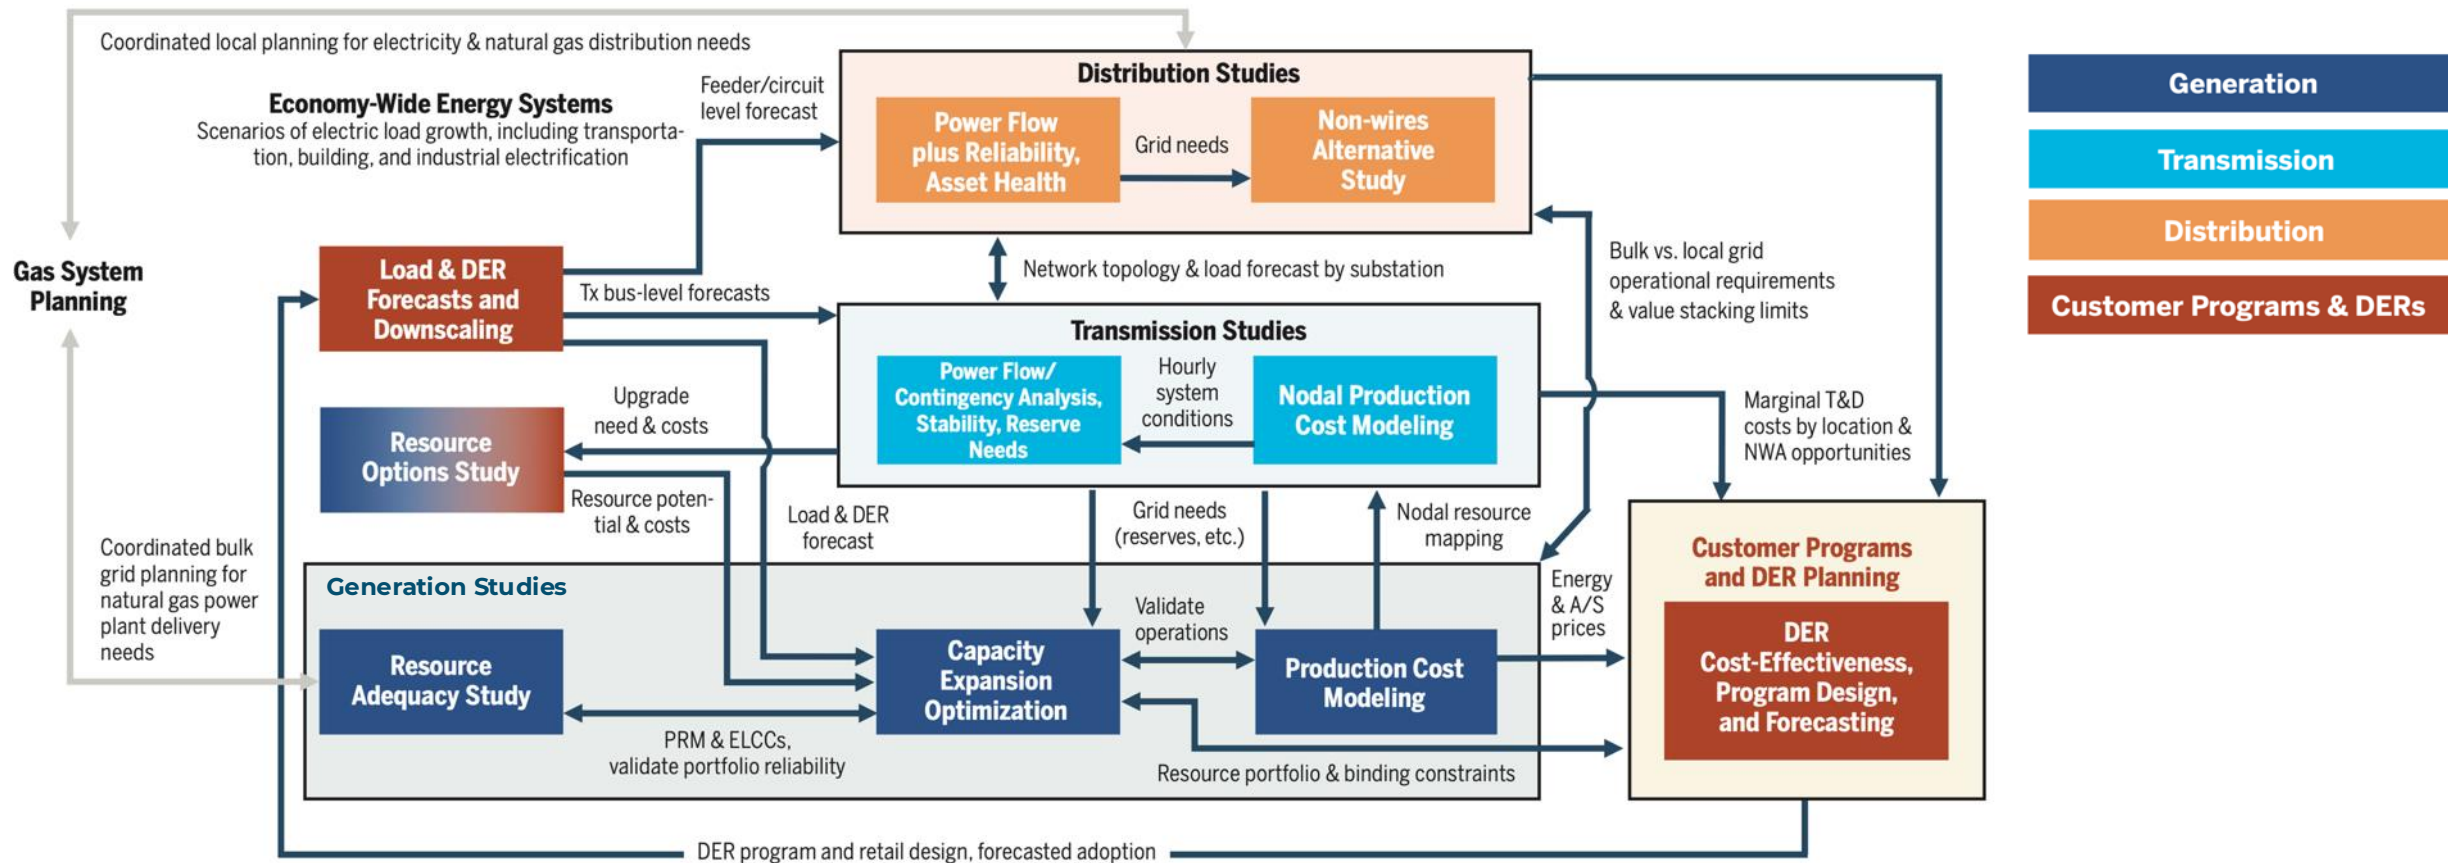 Coordinated local planning for electricity & natural gas distribution needs
Economy-Wide Energy Systems
Scenarios of electric load growth, including transporta-
tion, building, and industrial electrification
Feeder/circuit
level forecast
Distribution Studies
Power Flow
plus Reliability,
Asset Health
Grid needs
Non-wires
Alternative
Study
Generation
Transmission
Distribution
Customer Programs & DERs
Gas System
Planning
Load & DER
Forecasts and
Downscaling
Tx bus-level forecasts
Network topology & load forecast by substation
Bulk vs. local grid
operational requirements
& value stacking limits
Transmission Studies
Power Flow/
Contingency Analysis,
Stability, Reserve
Needs
Hourly
system
conditions
Nodal Production
Cost Modeling
Upgrade
need & costs
Resource
Options Study
Resource poten-
tial & costs
Load & DER
forecast
Grid needs
(reserves, etc.)
Nodal resource
mapping
Marginal T&D
costs by location &
NWA opportunities
Coordinated bulk
grid planning for
natural gas power
plant delivery
needs
Generation Studies
Resource
Adequacy Study
PRM & ELCCs,
validate portfolio reliability
Capacity
Expansion
Optimization
Validate
operations
Production Cost
Modeling
Energy
& A/S
prices
Resource portfolio & binding constraints
Customer Programs
and DER Planning
DER
Cost-Effectiveness,
Program Design,
and Forecasting
DER program and retail design, forecasted adoption